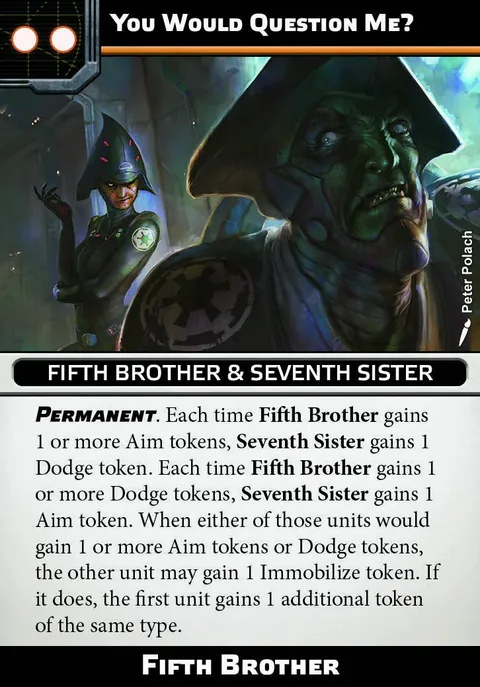 You Would Question Me?
Peter Polach
FIFTH BROTHER & SEVENTH SISTER
PERMANENT. Each time Fifth Brother gains
1 or more Aim tokens, Seventh Sister gains 1
Dodge token. Each time Fifth Brother gains 1
or more Dodge tokens, Seventh Sister gains 1
Aim token. When either of those units would
gain 1 or more Aim tokens or Dodge tokens,
the other unit may gain 1 Immobilize token. If
it does, the first unit gains 1 additional token
of the same type.
Fifth Brother